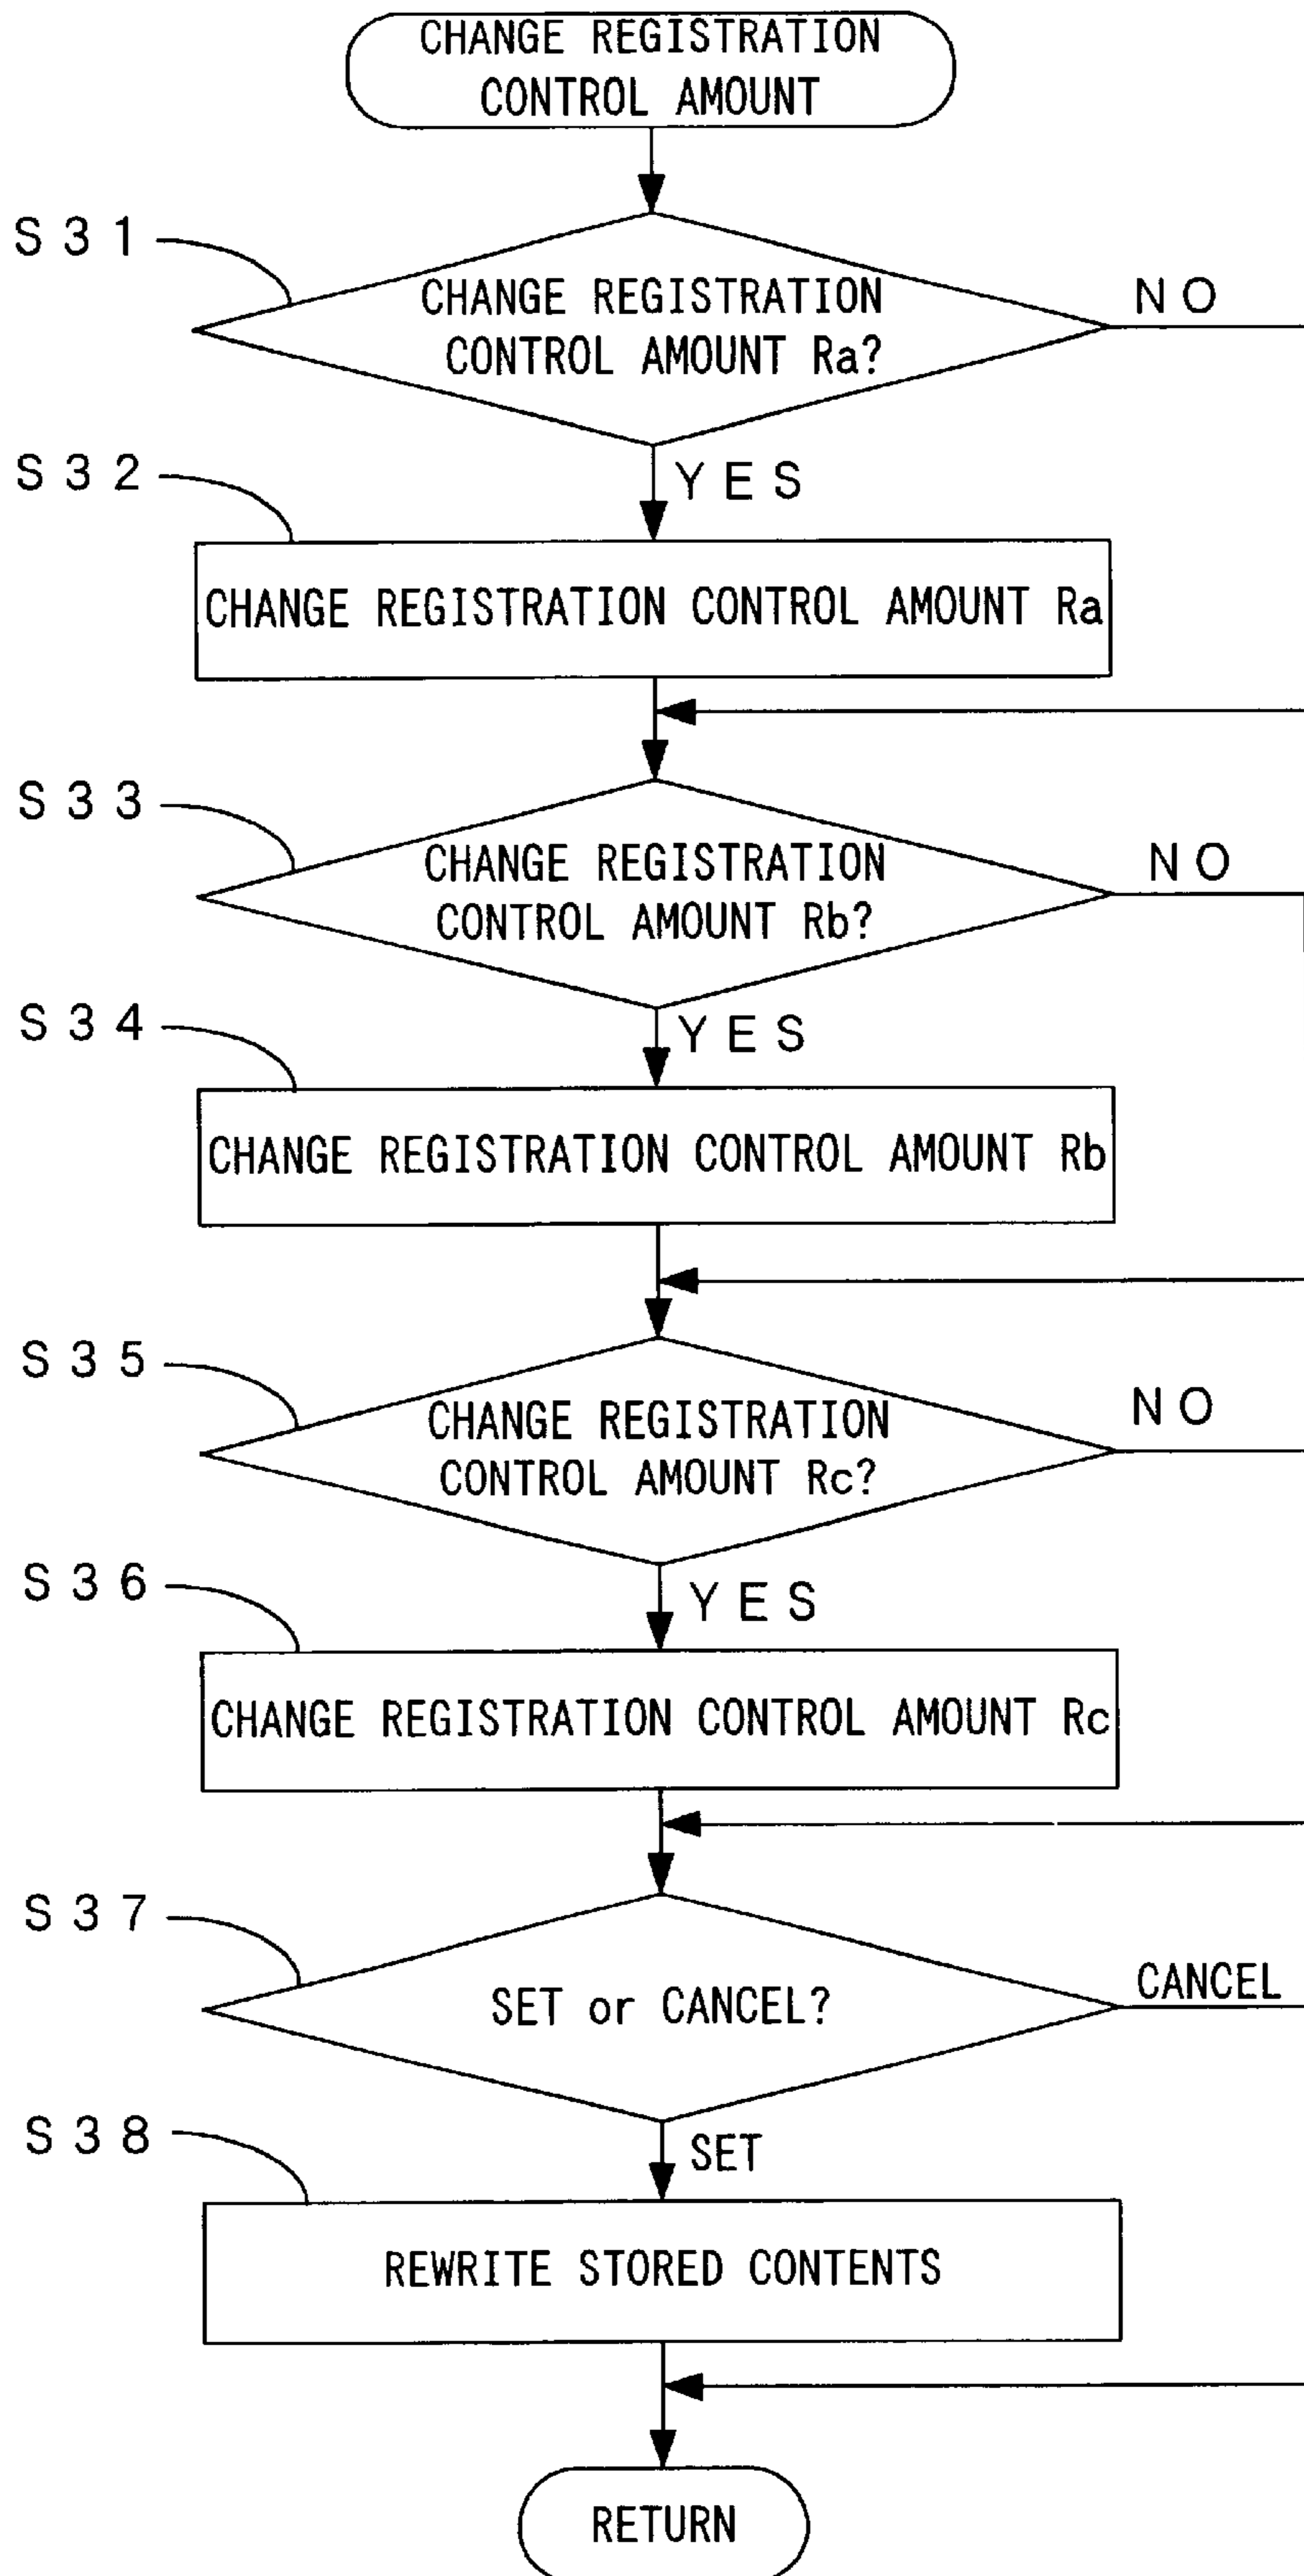 CHANGE REGISTRATION
CONTROL AMOUNT
S31
CHANGE REGISTRATION
CONTROL AMOUNT Ra?
NO
YES
S32
CHANGE REGISTRATION CONTROL AMOUNT Ra
S33
CHANGE REGISTRATION
CONTROL AMOUNT Rb?
NO
YES
S34
CHANGE REGISTRATION CONTROL AMOUNT Rb
S35
CHANGE REGISTRATION
CONTROL AMOUNT Rc?
NO
YES
S36
CHANGE REGISTRATION CONTROL AMOUNT Rc
S37
SET or CANCEL?
CANCEL
SET
S38
REWRITE STORED CONTENTS
RETURN